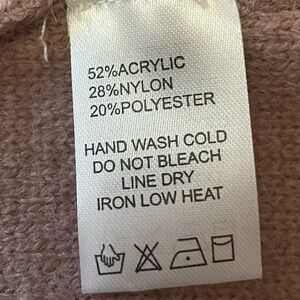 52%ACRYLIC
28%NYLON
20%POLYESTER
HAND WASH COLD
DO NOT BLEACH
LINE DRY
IRON LOW HEAT